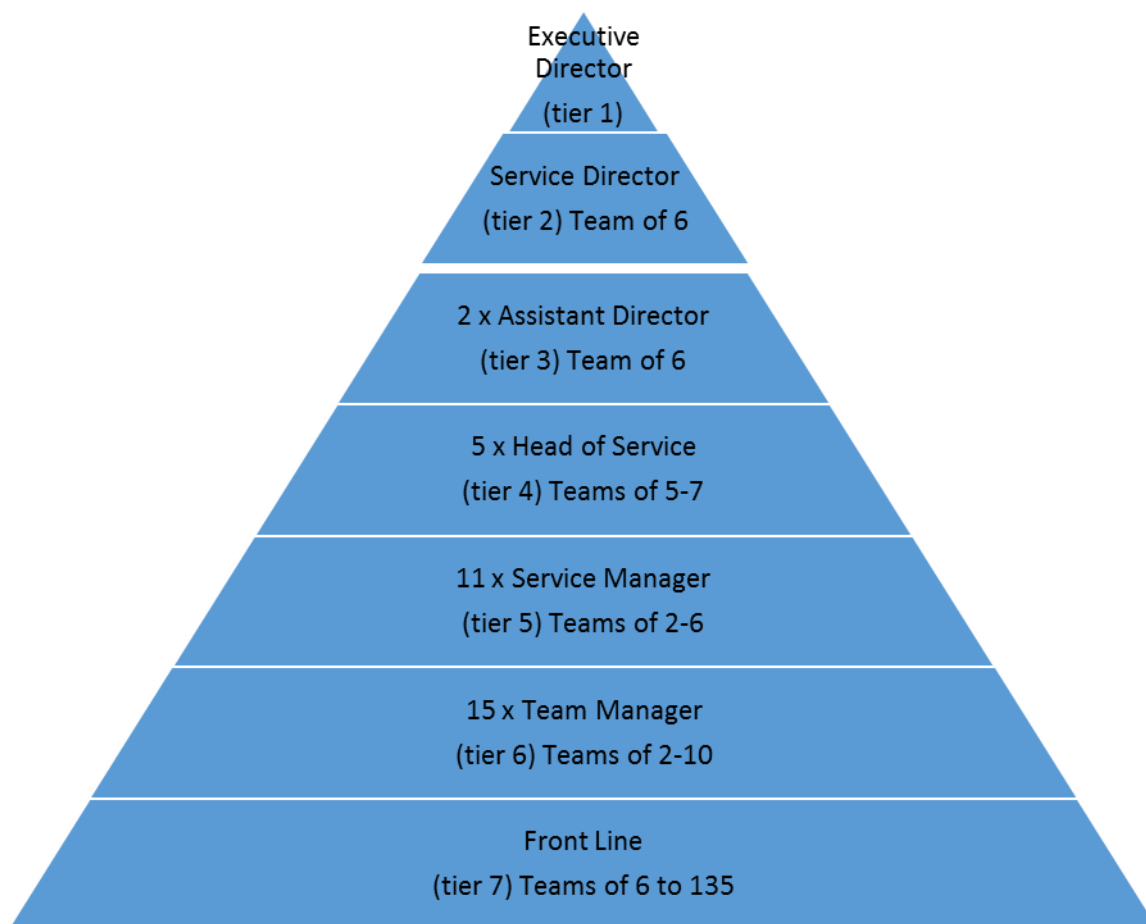 Executive
Director
(tier 1)
Service Director
(tier 2) Team of 6
2 x Assistant Director
(tier 3) Team of 6
5 x Head of Service
(tier 4) Teams of 5-7
11 x Service Manager
(tier 5) Teams of 2-6
15 x Team Manager
(tier 6) Teams of 2-10
Front Line
(tier 7) Teams of 6 to 135